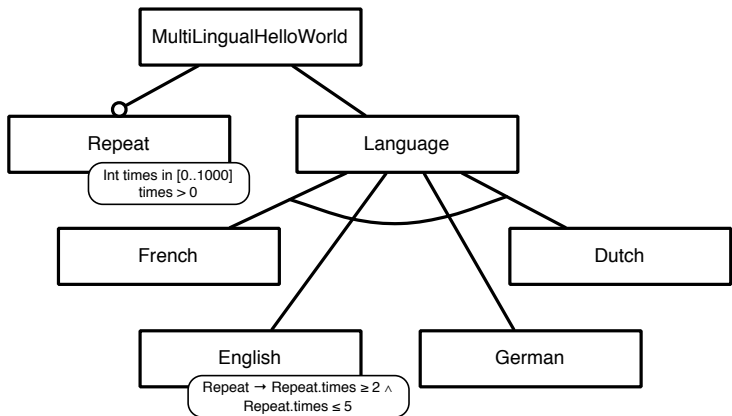 MultiLingualHelloWorld
Repeat
Language
Int times in [0..1000]
times > 0
French
Dutch
English
German
Repeat → Repeat.times ≥ 2 ∧
Repeat.times ≤ 5